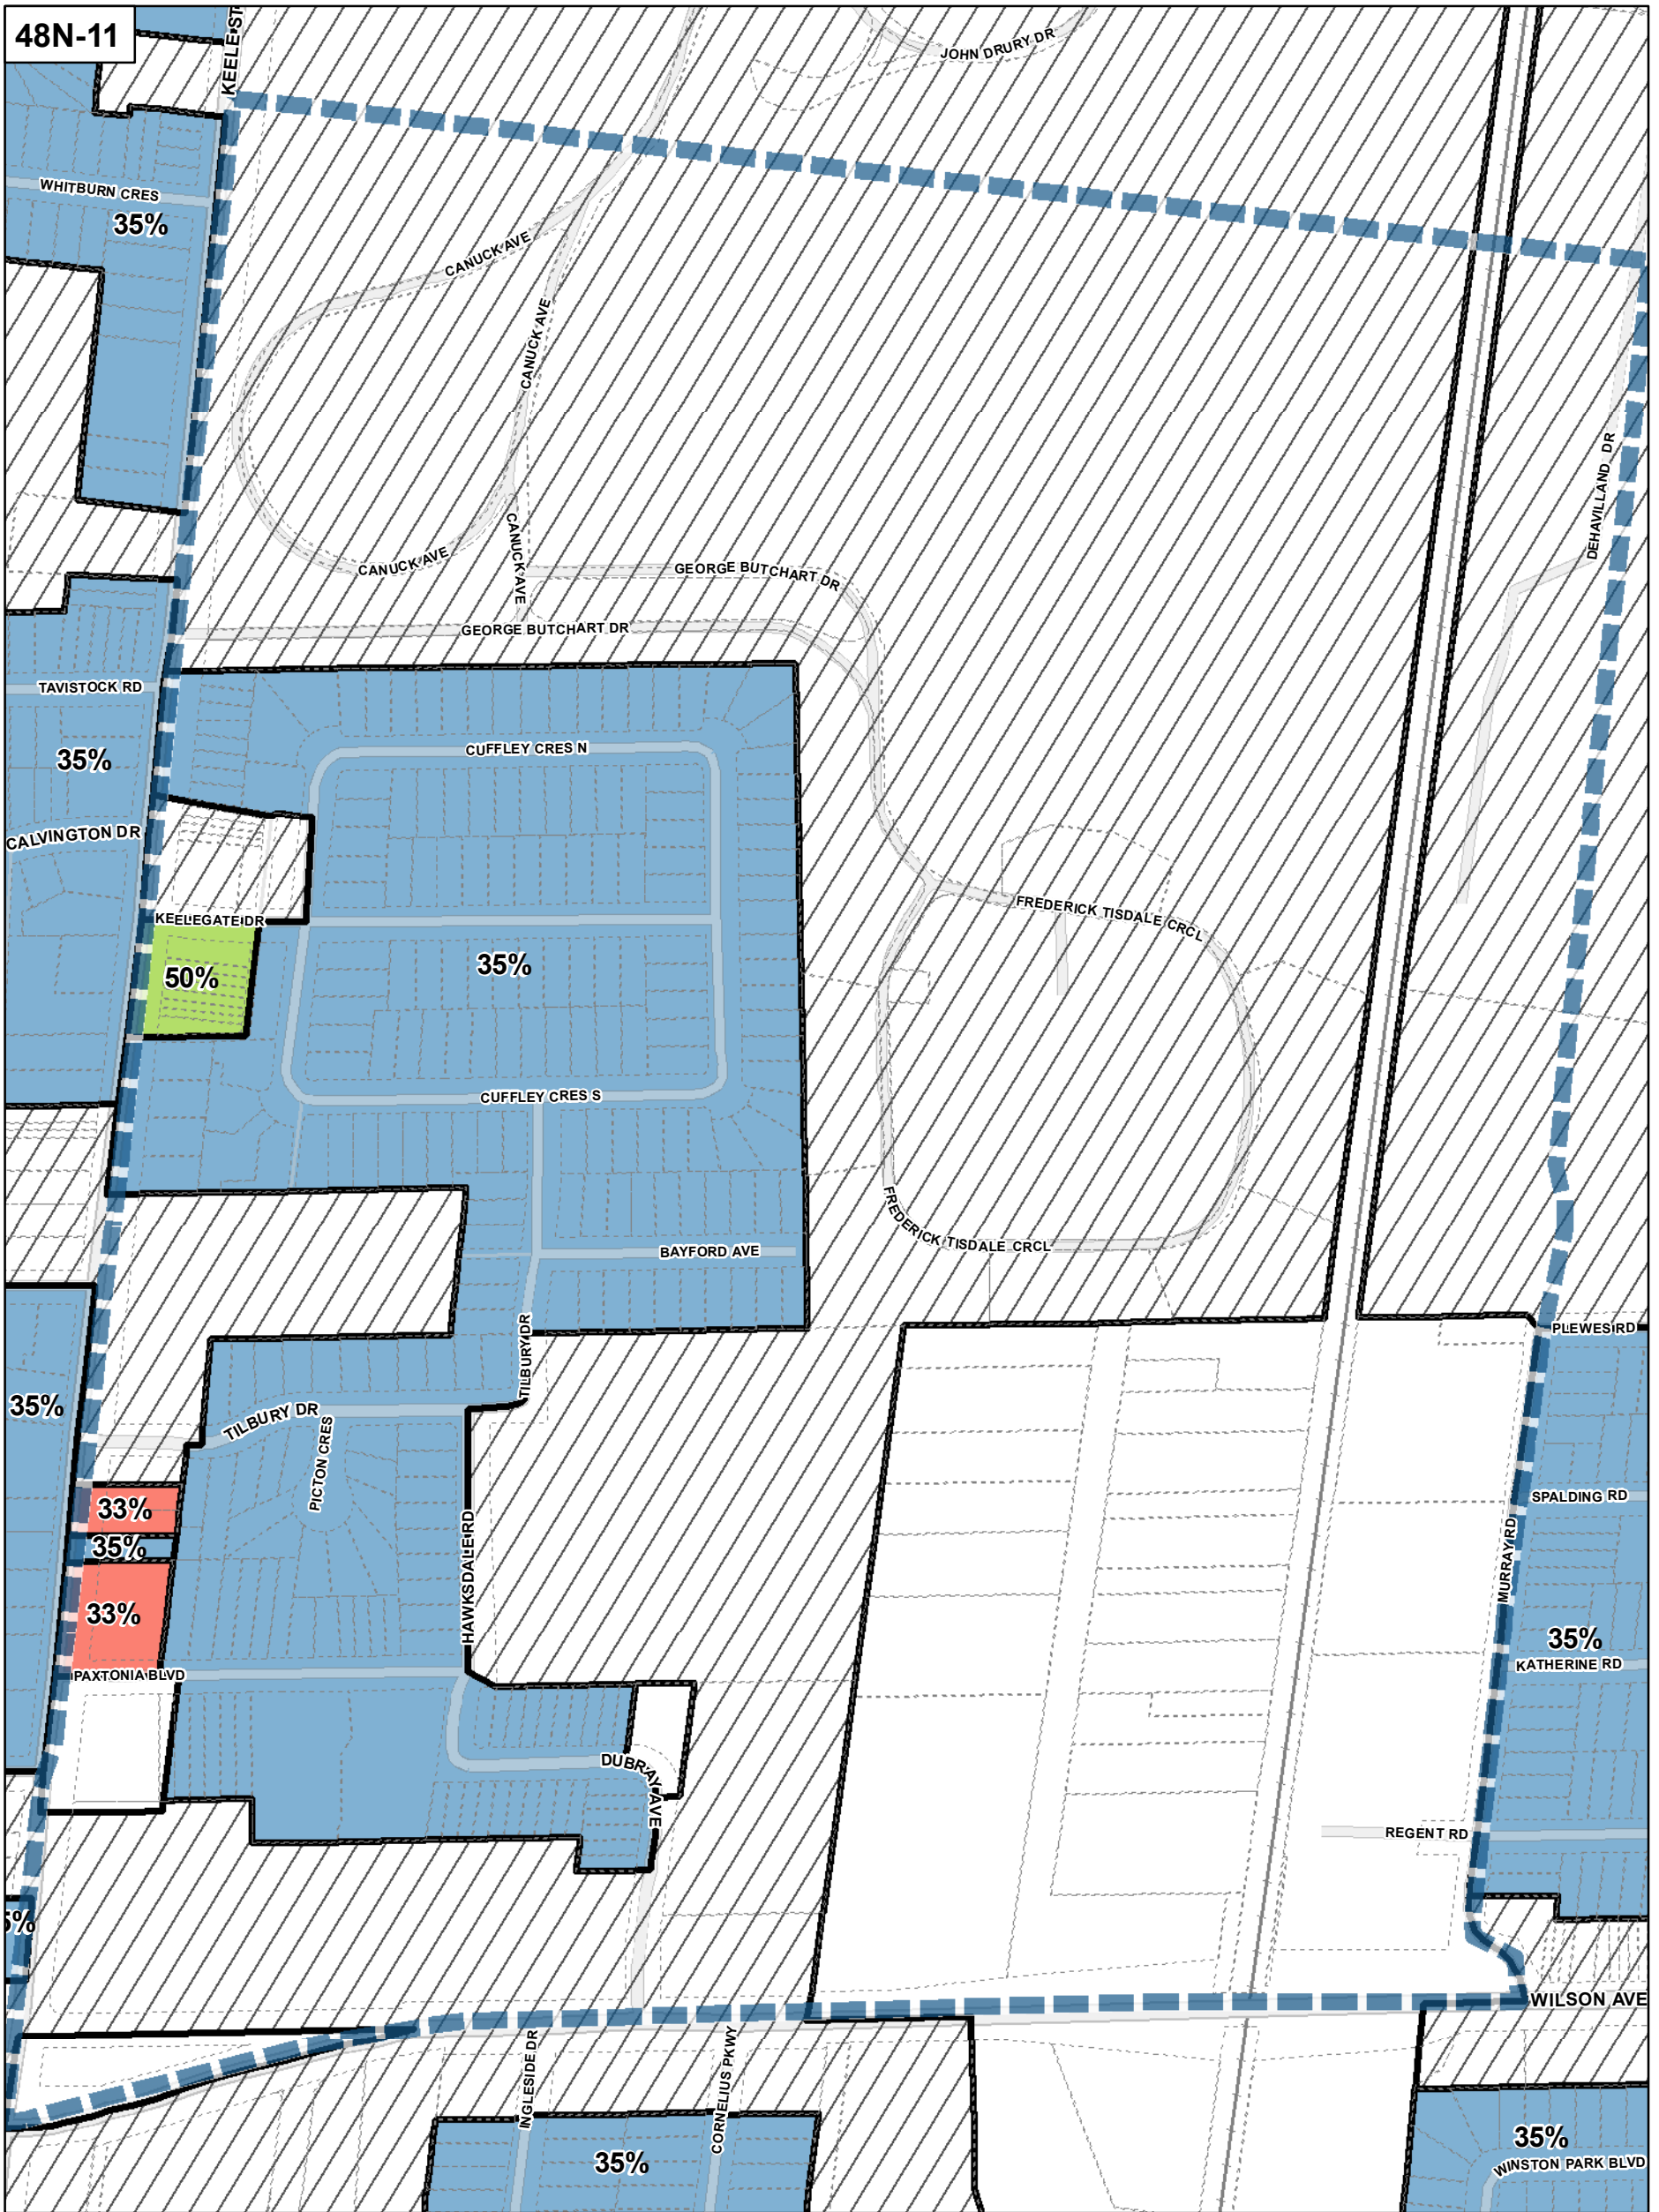 48N-11
KEELE ST
JOHN DRURY DR
WHITBURN CRES
35%
CANUCK AVE
CANUCK AVE
DEHAVILLAND DR
CANUCK AVE
CANUCK AVE
GEORGE BUTCHART DR
GEORGE BUTCHART DR
TAVISTOCK RD
CUFFLEY CRES N
35%
CALVINGTON DR
KEELEGATE DR
FREDERICK TISDALE CRCL
35%
50%
CUFFLEY CRES S
FREDERICK TISDALE CRCL
BAYFORD AVE
TILBURY DR
PLEWES RD
35%
TILBURY DR
PICTON CRES
SPALDING RD
33%
35%
HAWKSDALE RD
MURRAY RD
33%
35%
KATHERINE RD
PAXTONIA BLVD
DUBRAY AVE
REGENT RD
5%
WILSON AVE
INGLESIDE DR
CORNELIUS PKWY
35%
35%
WINSTON PARK BLVD